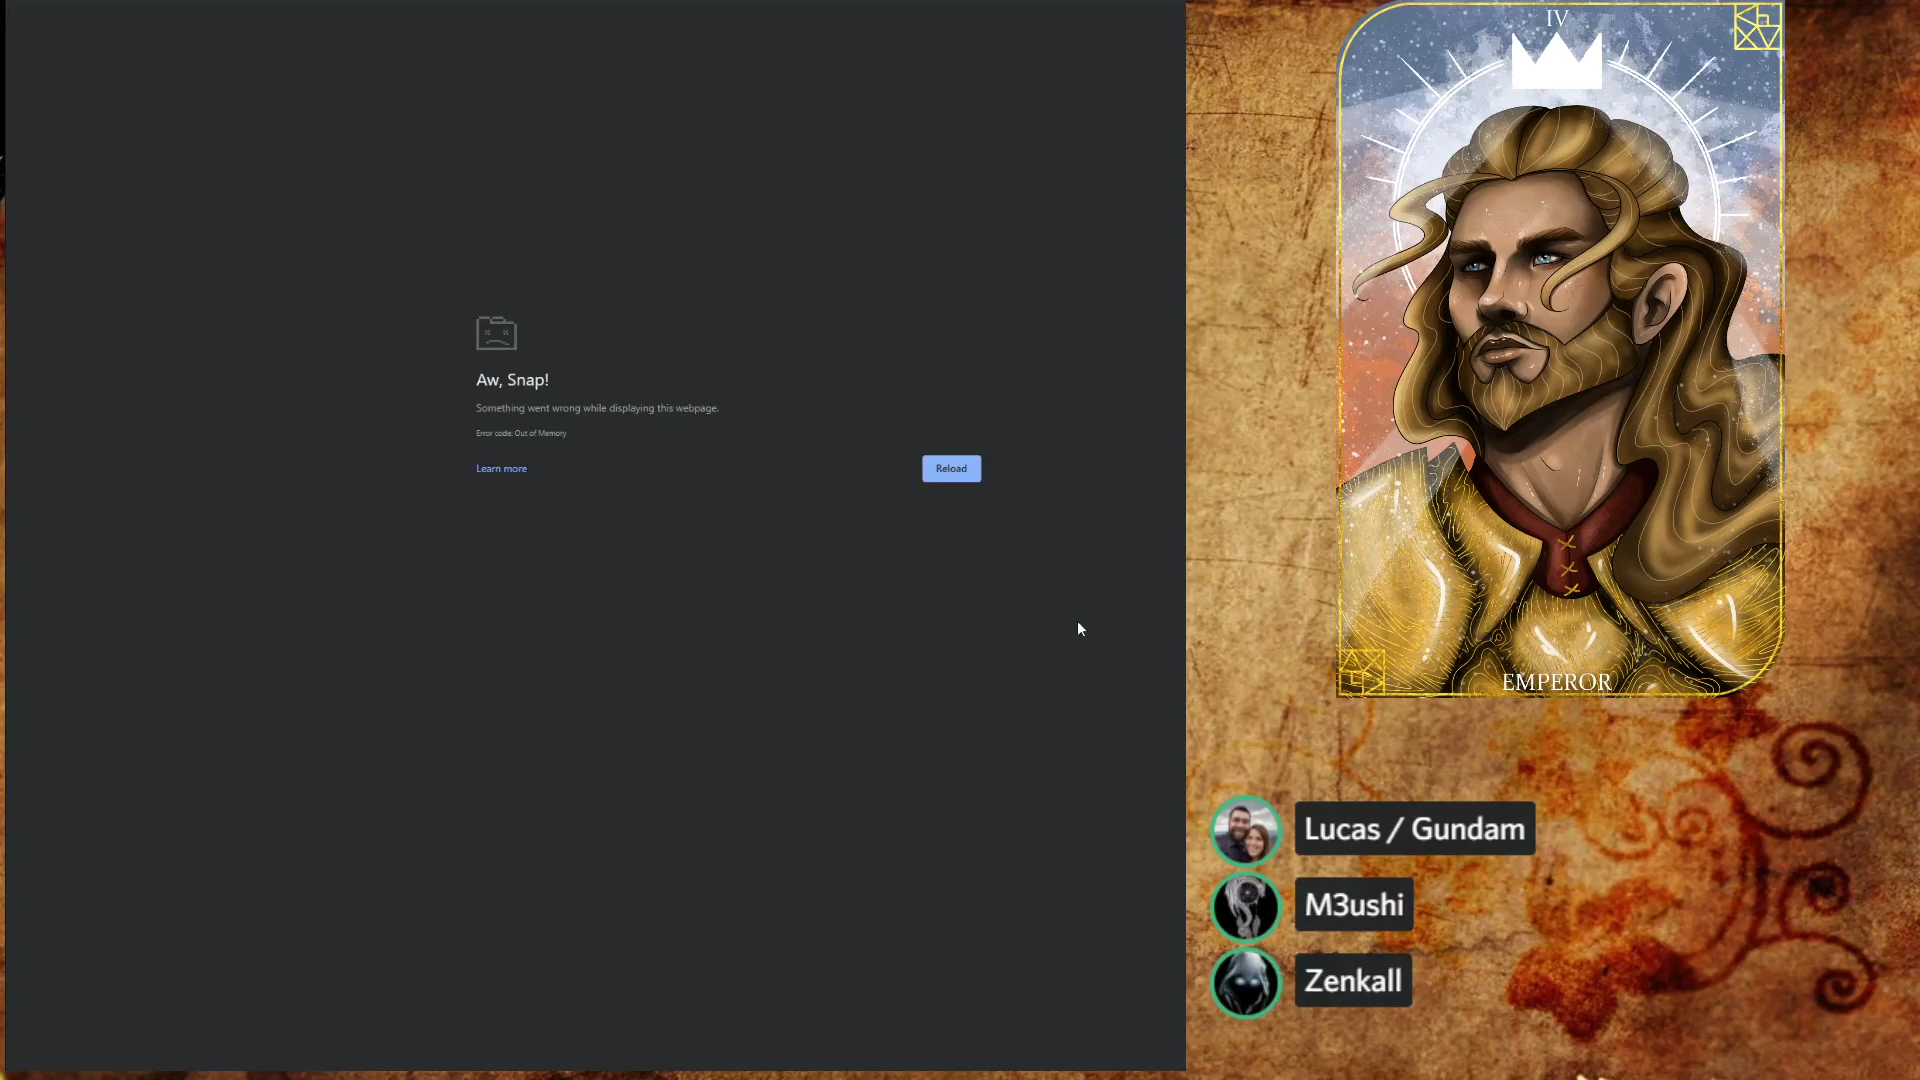 Aw, Snap!
Something went wrong while displaying this webpage.
Error code: Out of Memory
Learn more
Reload
IV
EMPEROR
Lucas / Gundam
M3ushi
Zenkall